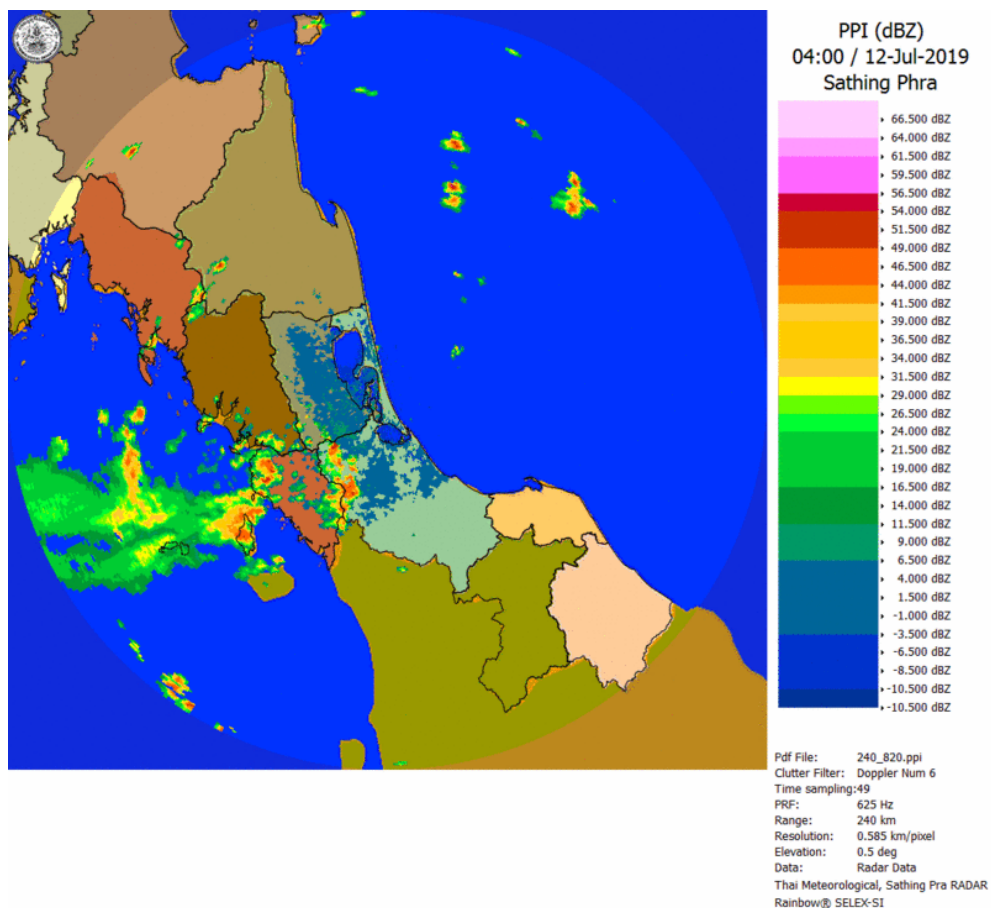 PPI (dBZ)
04:00 / 12-Jul-2019
Sathing Phra
66.500 dBZ
64.000 dBZ
61.500 dBZ
59.500 dBZ
56.500 dBZ
54.000 dBZ
51.500 dBZ
49.000 dBZ
46.500 dBZ
44.000 dBZ
41.500 dBZ
39.000 dBZ
36.500 dBZ
34.000 dBZ
31.500 dBZ
29.000 dBZ
26.500 dBZ
24.000 dBZ
21.500 dBZ
19.000 dBZ
16.500 dBZ
14.000 dBZ
11.500 dBZ
9.000 dBZ
6.500 dBZ
4.000 dBZ
1.500 dBZ
-1.000 dBZ
-3.500 dBZ
-6.500 dBZ
-8.500 dBZ
-10.500 dBZ
-10.500 dBZ
Pdf File: 240_820.ppi
Clutter Filter: Doppler Num 6
Time sampling:49
PRF: 625 Hz
Range: 240 km
Resolution: 0.585 km/pixel
Elevation: 0.5 deg
Data: Radar Data
Thai Meteorological, Sathing Pra RADAR
Rainbow® SELEX-SI